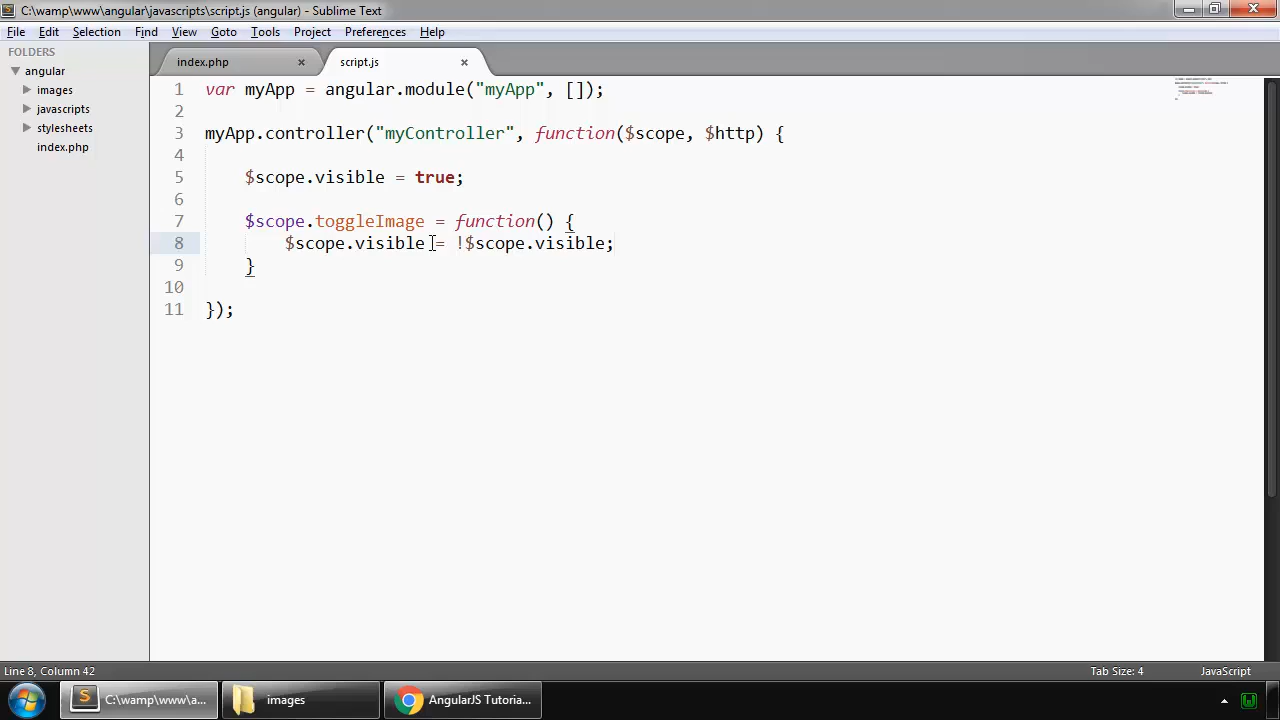 C:\wamp\www\angular\javascripts\script.js (angular) - Sublime Text
File Edit Selection Find View Goto Tools Project Preferences Help
FOLDERS
angular
images
javascripts
stylesheets
index.php
index.php
script.js
1 var myApp = angular.module("myApp", []);
2
3 myApp.controller("myController", function($scope, $http) {
4
5 $scope.visible = true;
6
7 $scope.toggleImage = function() {
8 $scope.visible = !$scope.visible;
9 }
10
11 });
Line 8, Column 42
Tab Size: 4
JavaScript
C:\wamp\www\a...
images
AngularJS Tutoria...